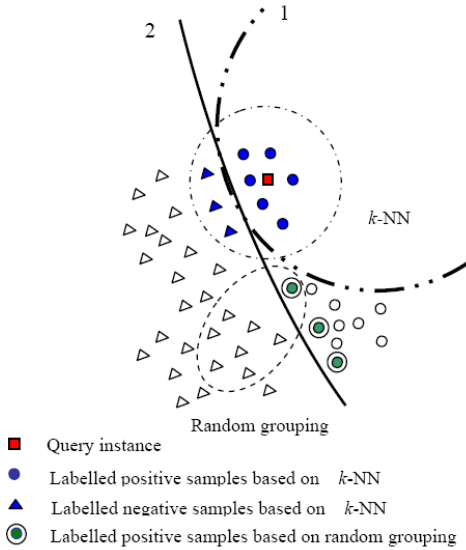 1
2
k-NN
Random grouping
Query instance
Labelled positive samples based on k-NN
Labelled negative samples based on k-NN
Labelled positive samples based on random grouping